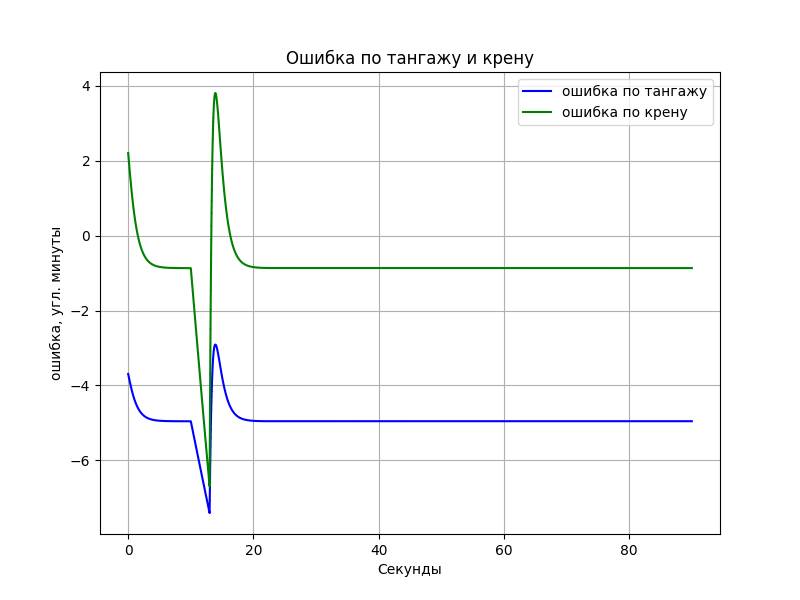 Ошибка по тангажу и крену
ошибка по тангажу
ошибка по крену
ошибка, угл. минуты
4
2
0
−2
−4
−6
0 20 40 60 80
Секунды